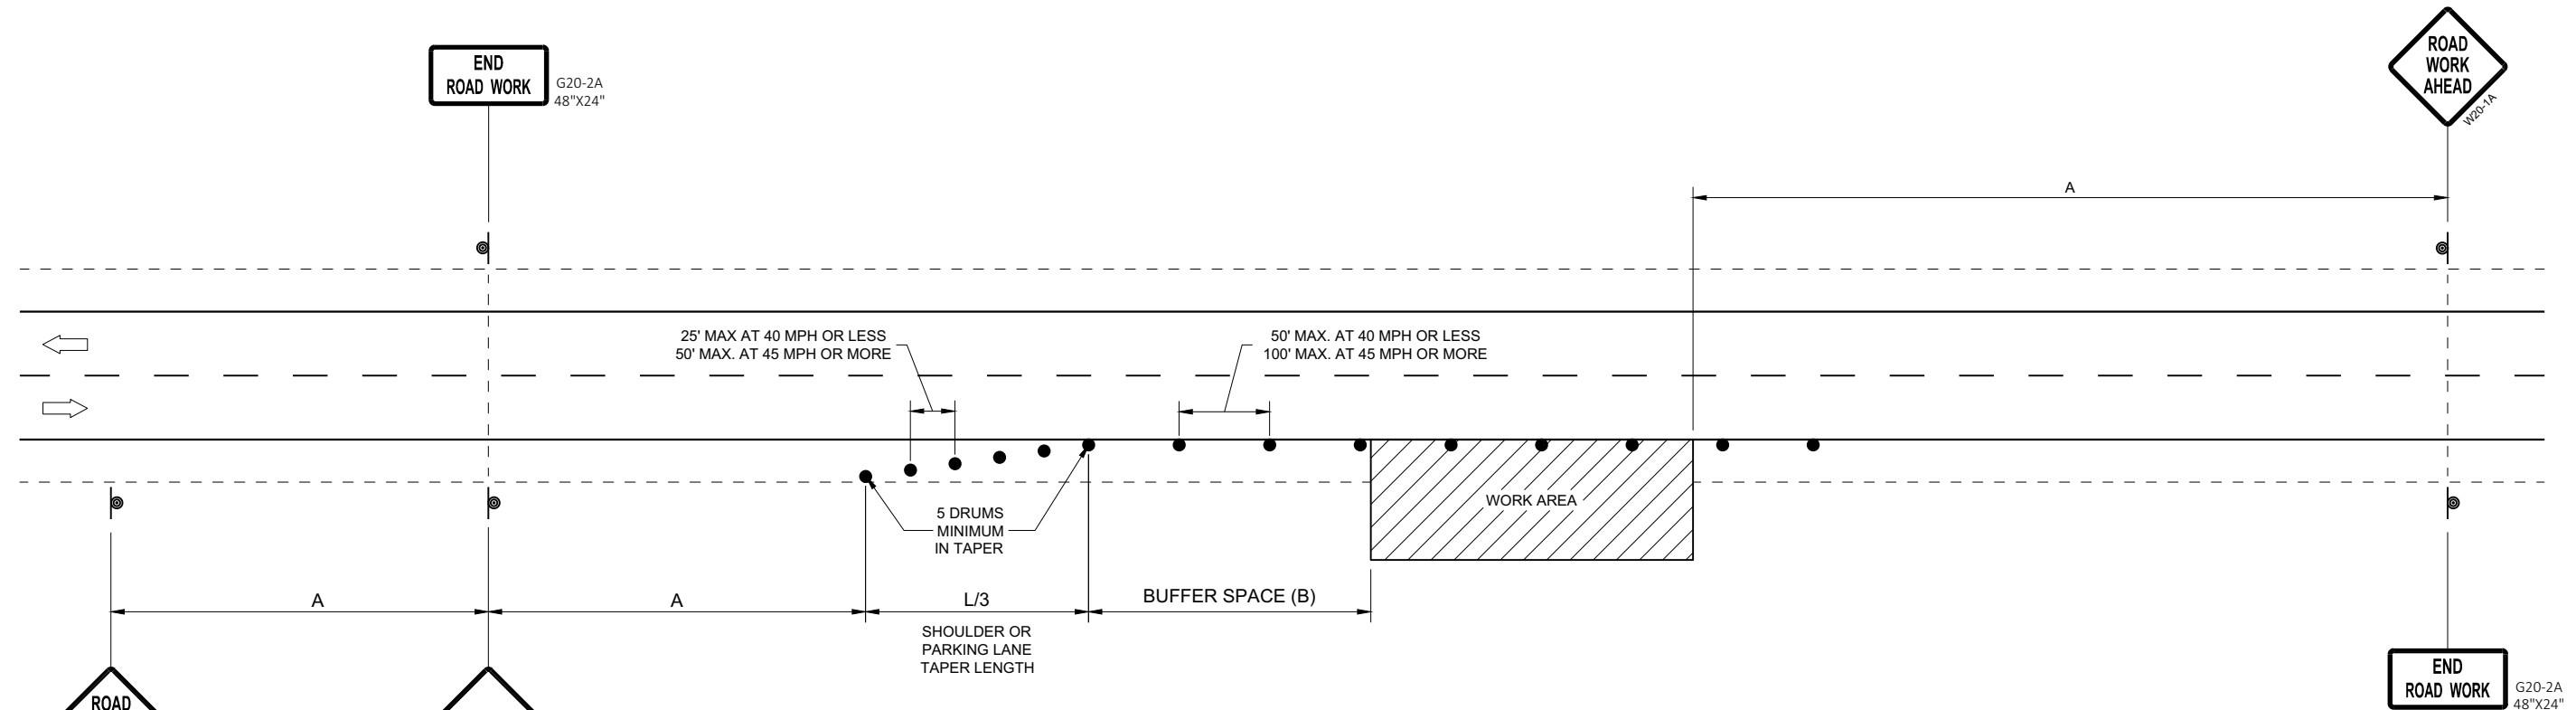 ROAD
WORK
AHEAD
W20-1A
END
ROAD WORK
G20-2A
48"X24"
A
25' MAX AT 40 MPH OR LESS
50' MAX. AT 45 MPH OR MORE
50' MAX. AT 40 MPH OR LESS
100' MAX. AT 45 MPH OR MORE
WORK AREA
5 DRUMS
MINIMUM
IN TAPER
A
A
L/3
BUFFER SPACE (B)
SHOULDER OR
PARKING LANE
TAPER LENGTH
END
ROAD WORK
G20-2A
48"X24"
ROAD